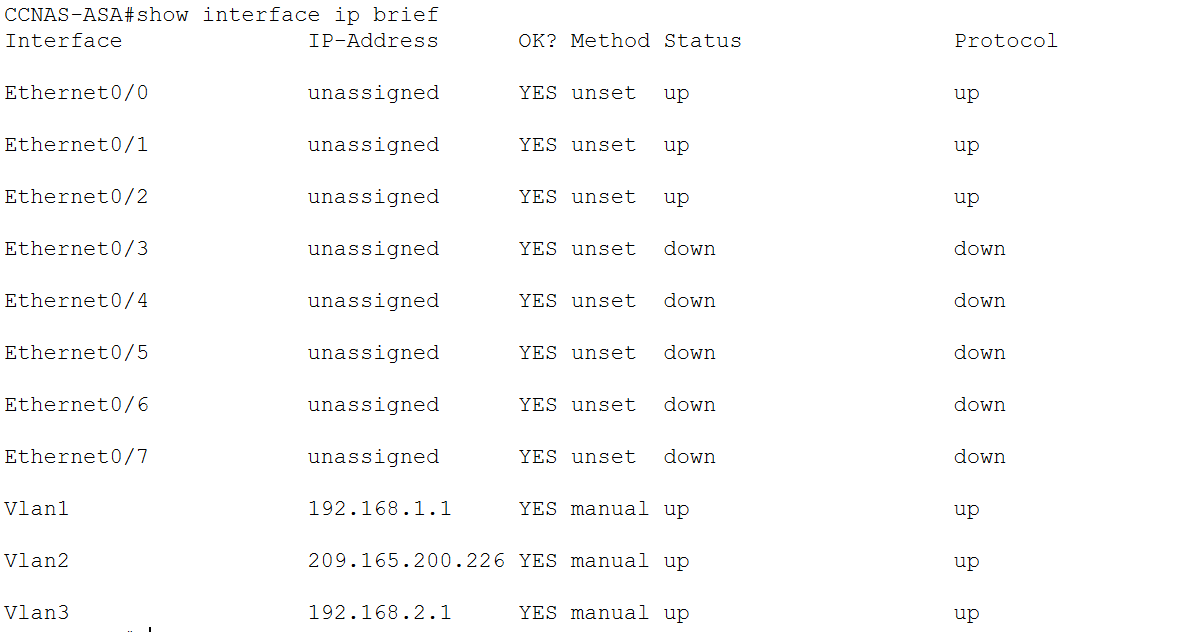 CCNAS-ASA#show interface ip brief
Interface IP-Address OK? Method Status Protocol
Ethernet0/0 unassigned YES unset up up
Ethernet0/1 unassigned YES unset up up
Ethernet0/2 unassigned YES unset up up
Ethernet0/3 unassigned YES unset down down
Ethernet0/4 unassigned YES unset down down
Ethernet0/5 unassigned YES unset down down
Ethernet0/6 unassigned YES unset down down
Ethernet0/7 unassigned YES unset down down
Vlan1 192.168.1.1 YES manual up up
Vlan2 209.165.200.226 YES manual up up
Vlan3 192.168.2.1 YES manual up up